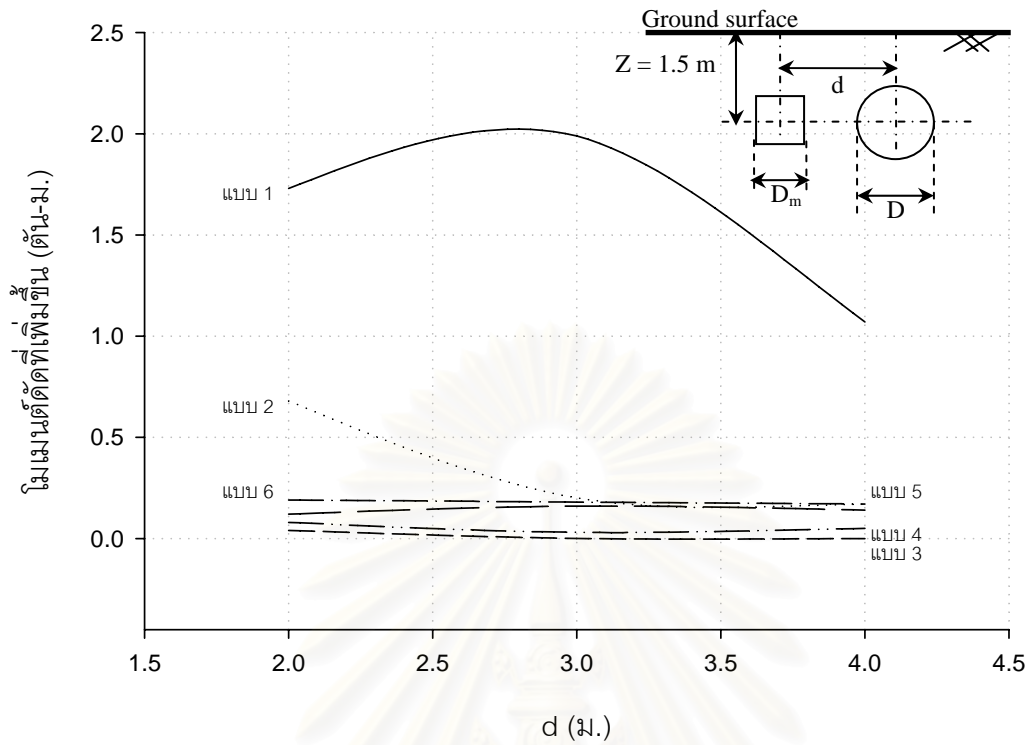 Ground surface
Z = 1.5 m
d
Dm
D
2.5
2.0
1.5
1.0
0.5
0.0
โมเมนต์ดัดที่เพิ่มขึ้น (ตัน-ม.)
แบบ 1
แบบ 2
แบบ 6
แบบ 5
แบบ 4
แบบ 3
1.5 2.0 2.5 3.0 3.5 4.0 4.5
d (ม.)